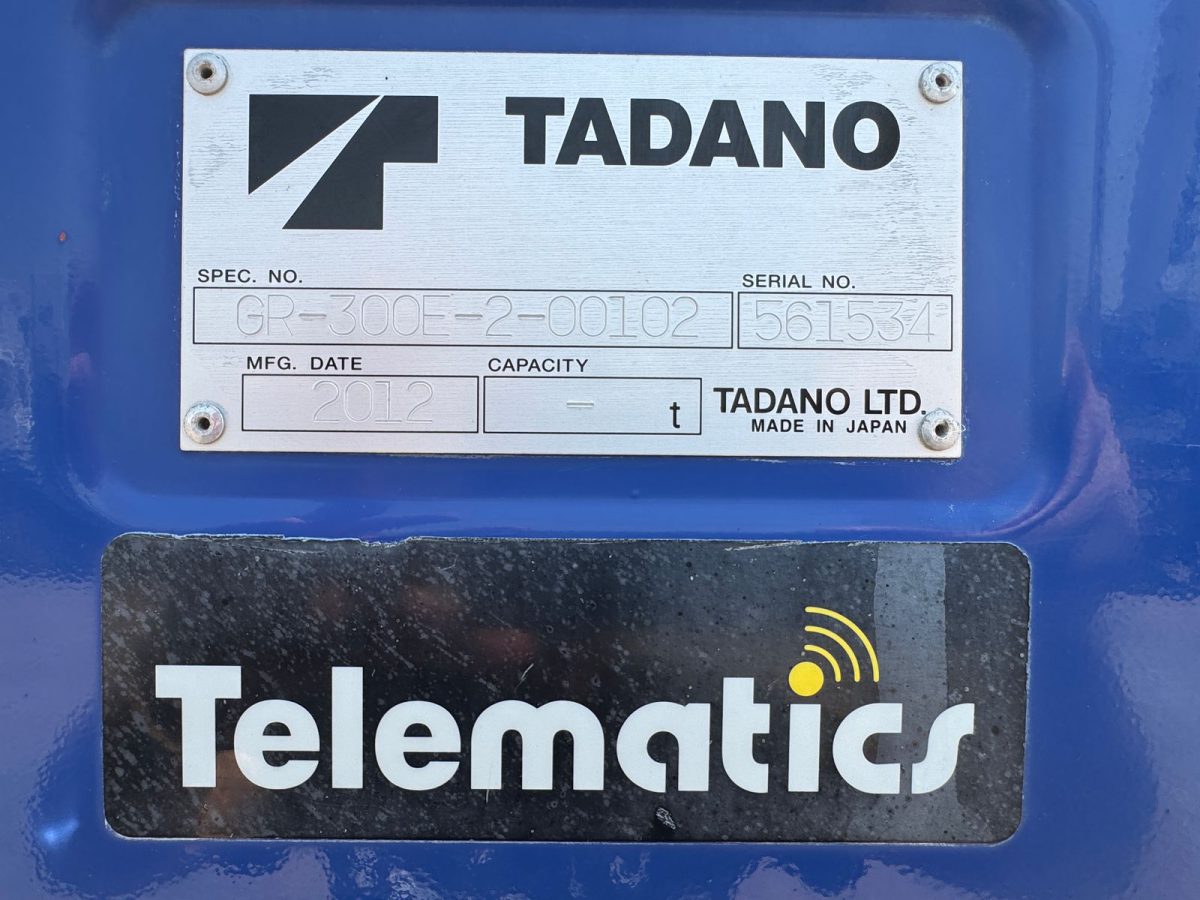 TADANO
SPEC. NO.
SERIAL NO.
GR-300E-2-00102
561534
MFG. DATE
CAPACITY
2012
- t
TADANO LTD.
MADE IN JAPAN
Telematics